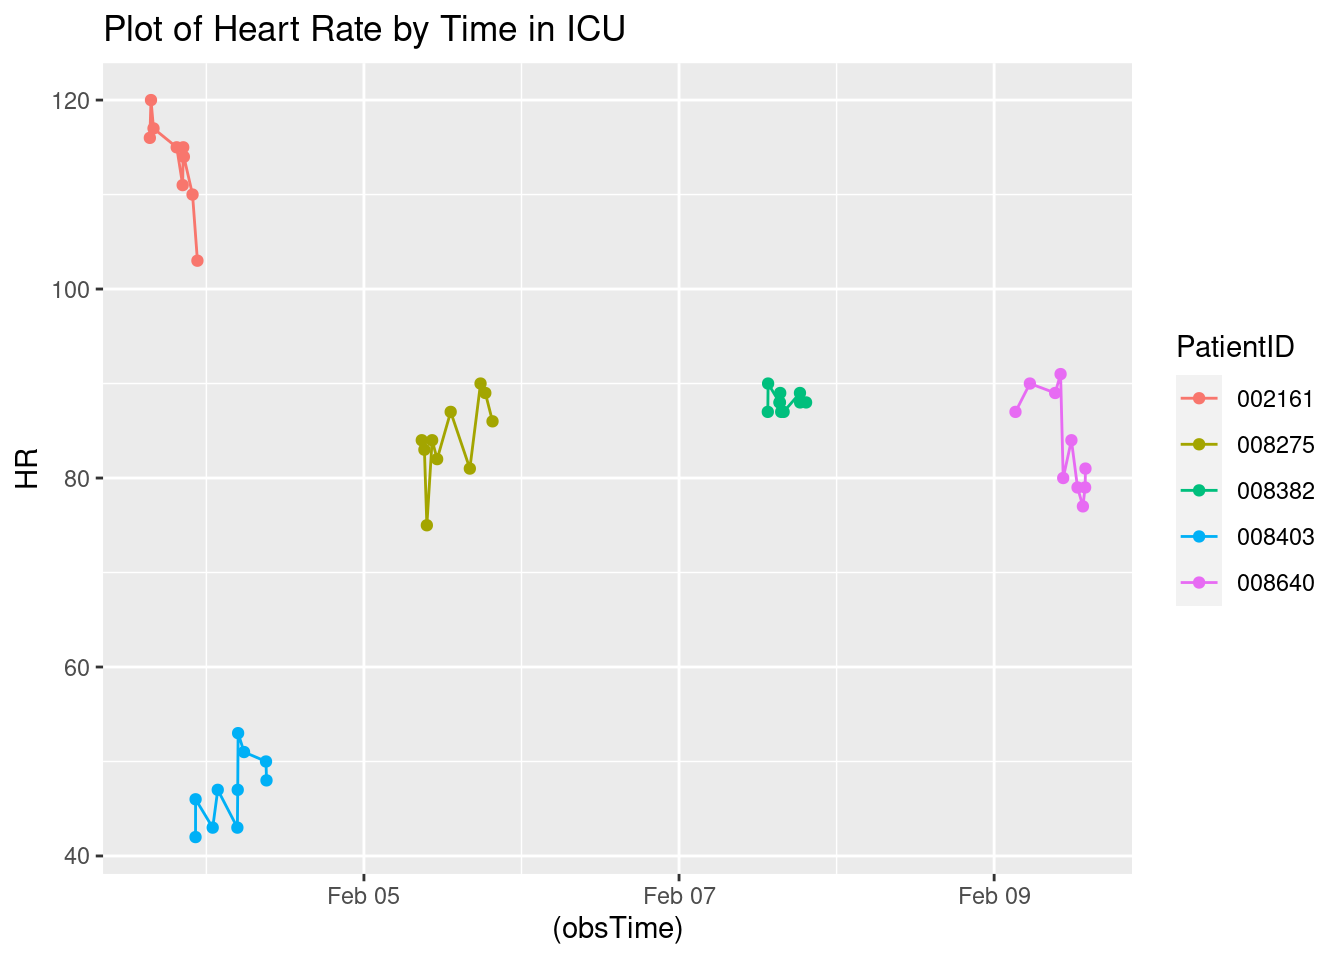 Plot of Heart Rate by Time in ICU
120
100
80
60
40
HR
Feb 05
Feb 07
Feb 09
(obsTime)
PatientID
002161
008275
008382
008403
008640